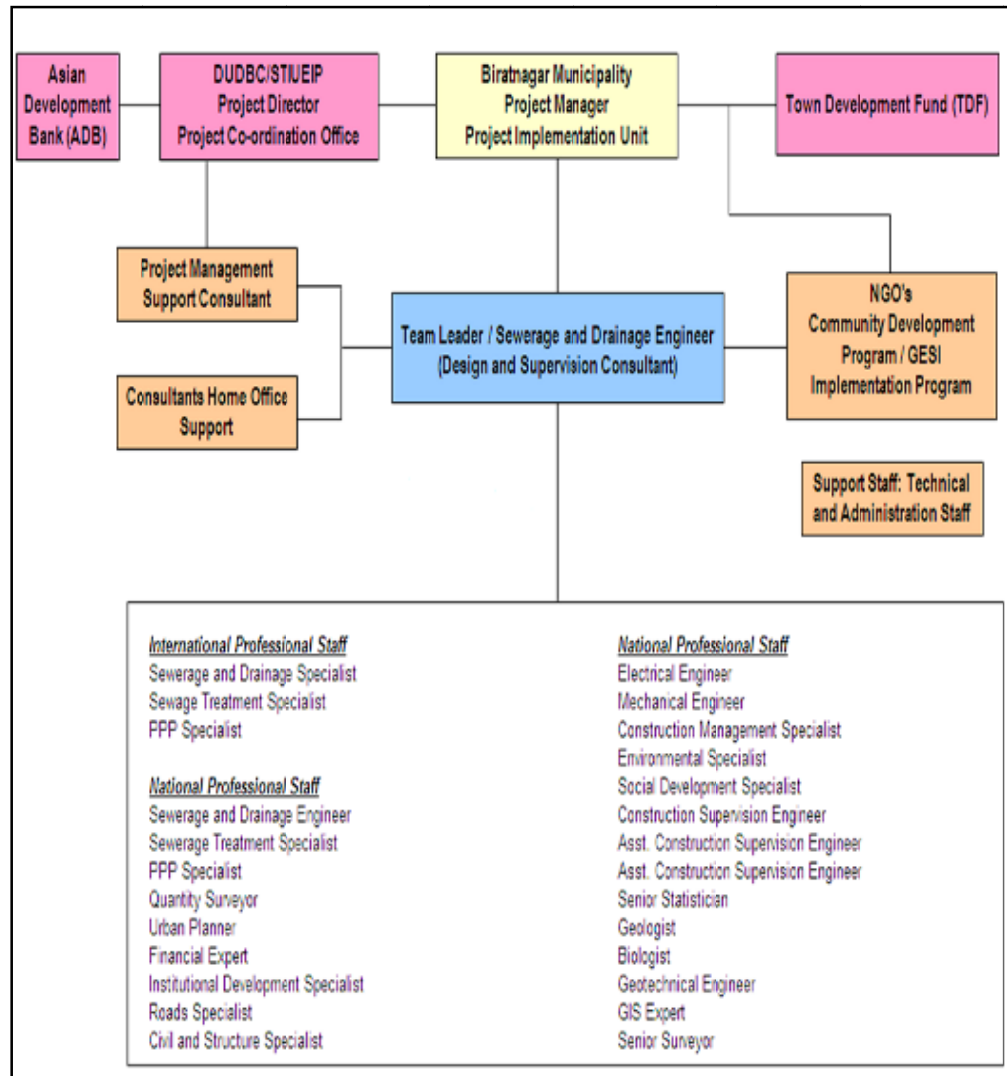 Asian
Development
Bank (ADB)
DUDBC/STIUEIP
Project Director
Project Co-ordination Office
Biratnagar Municipality
Project Manager
Project Implementation Unit
Town Development Fund (TDF)
Project Management
Support Consultant
Team Leader / Sewerage and Drainage Engineer
(Design and Supervision Consultant)
NGO's
Community Development
Program / GESI
Implementation Program
Consultants Home Office
Support
Support Staff: Technical
and Administration Staff
International Professional Staff
Sewerage and Drainage Specialist
Sewage Treatment Specialist
PPP Specialist
National Professional Staff
Sewerage and Drainage Engineer
Sewerage Treatment Specialist
PPP Specialist
Quantity Surveyor
Urban Planner
Financial Expert
Institutional Development Specialist
Roads Specialist
Civil and Structure Specialist
National Professional Staff
Electrical Engineer
Mechanical Engineer
Construction Management Specialist
Environmental Specialist
Social Development Specialist
Construction Supervision Engineer
Asst. Construction Supervision Engineer
Asst. Construction Supervision Engineer
Senior Statistician
Geologist
Biologist
Geotechnical Engineer
GIS Expert
Senior Surveyor